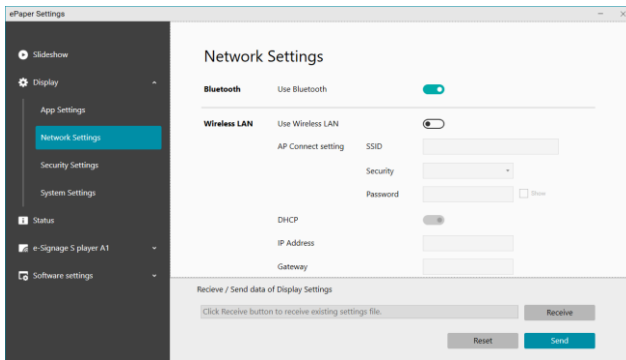 ePaper Settings
Slideshow
Display
App Settings
Network Settings
Security Settings
System Settings
Status
e-Signage S player A1
Software settings
Network Settings
Bluetooth Use Bluetooth
Wireless LAN Use Wireless LAN
AP Connect setting SSID
Security
Password Show
DHCP
IP Address
Gateway
Recieve / Send data of Display Settings
Click Receive button to receive existing settings file. Receive
Reset Send